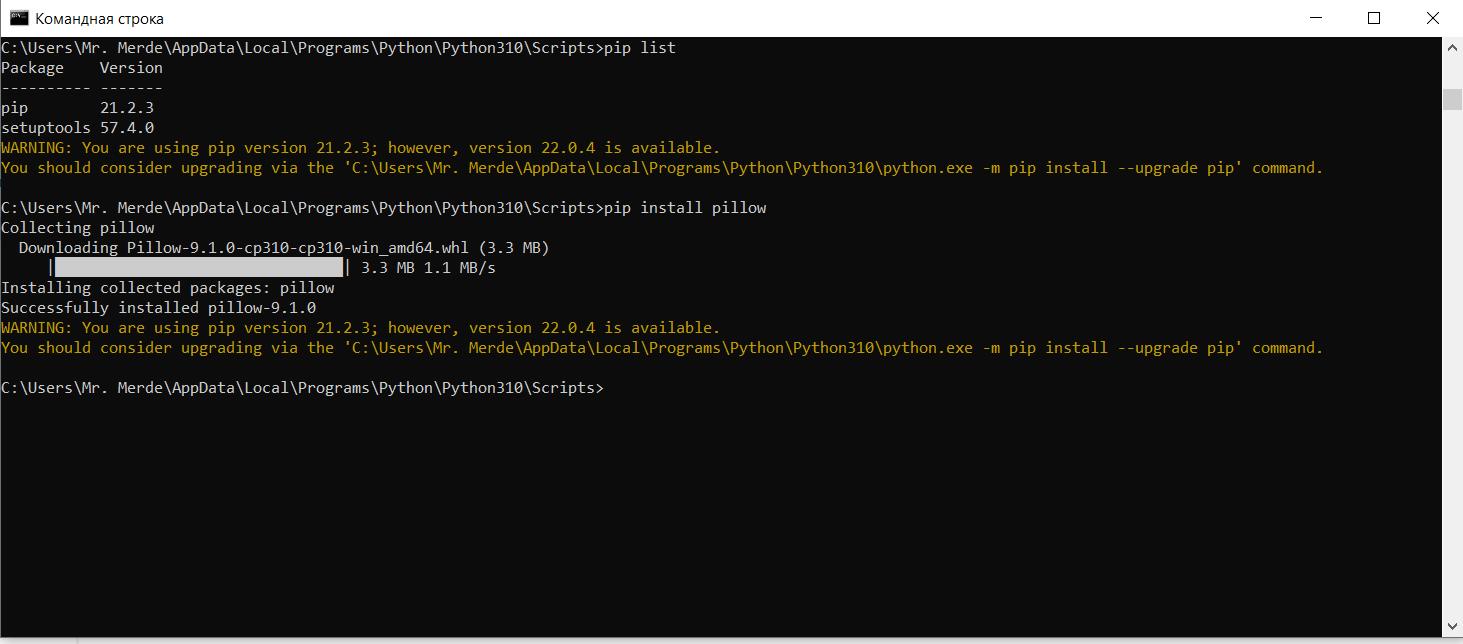 Командная строка
C:\Users\Mr. Merde\AppData\Local\Programs\Python\Python310\Scripts>pip list
Package    Version
---------- -------
pip        21.2.3
setuptools 57.4.0
WARNING: You are using pip version 21.2.3; however, version 22.0.4 is available.
You should consider upgrading via the 'C:\Users\Mr. Merde\AppData\Local\Programs\Python\Python310\python.exe -m pip install --upgrade pip' command.
C:\Users\Mr. Merde\AppData\Local\Programs\Python\Python310\Scripts>pip install pillow
Collecting pillow
  Downloading Pillow-9.1.0-cp310-cp310-win_amd64.whl (3.3 MB)
     |████████████████████████████████| 3.3 MB 1.1 MB/s
Installing collected packages: pillow
Successfully installed pillow-9.1.0
WARNING: You are using pip version 21.2.3; however, version 22.0.4 is available.
You should consider upgrading via the 'C:\Users\Mr. Merde\AppData\Local\Programs\Python\Python310\python.exe -m pip install --upgrade pip' command.
C:\Users\Mr. Merde\AppData\Local\Programs\Python\Python310\Scripts>